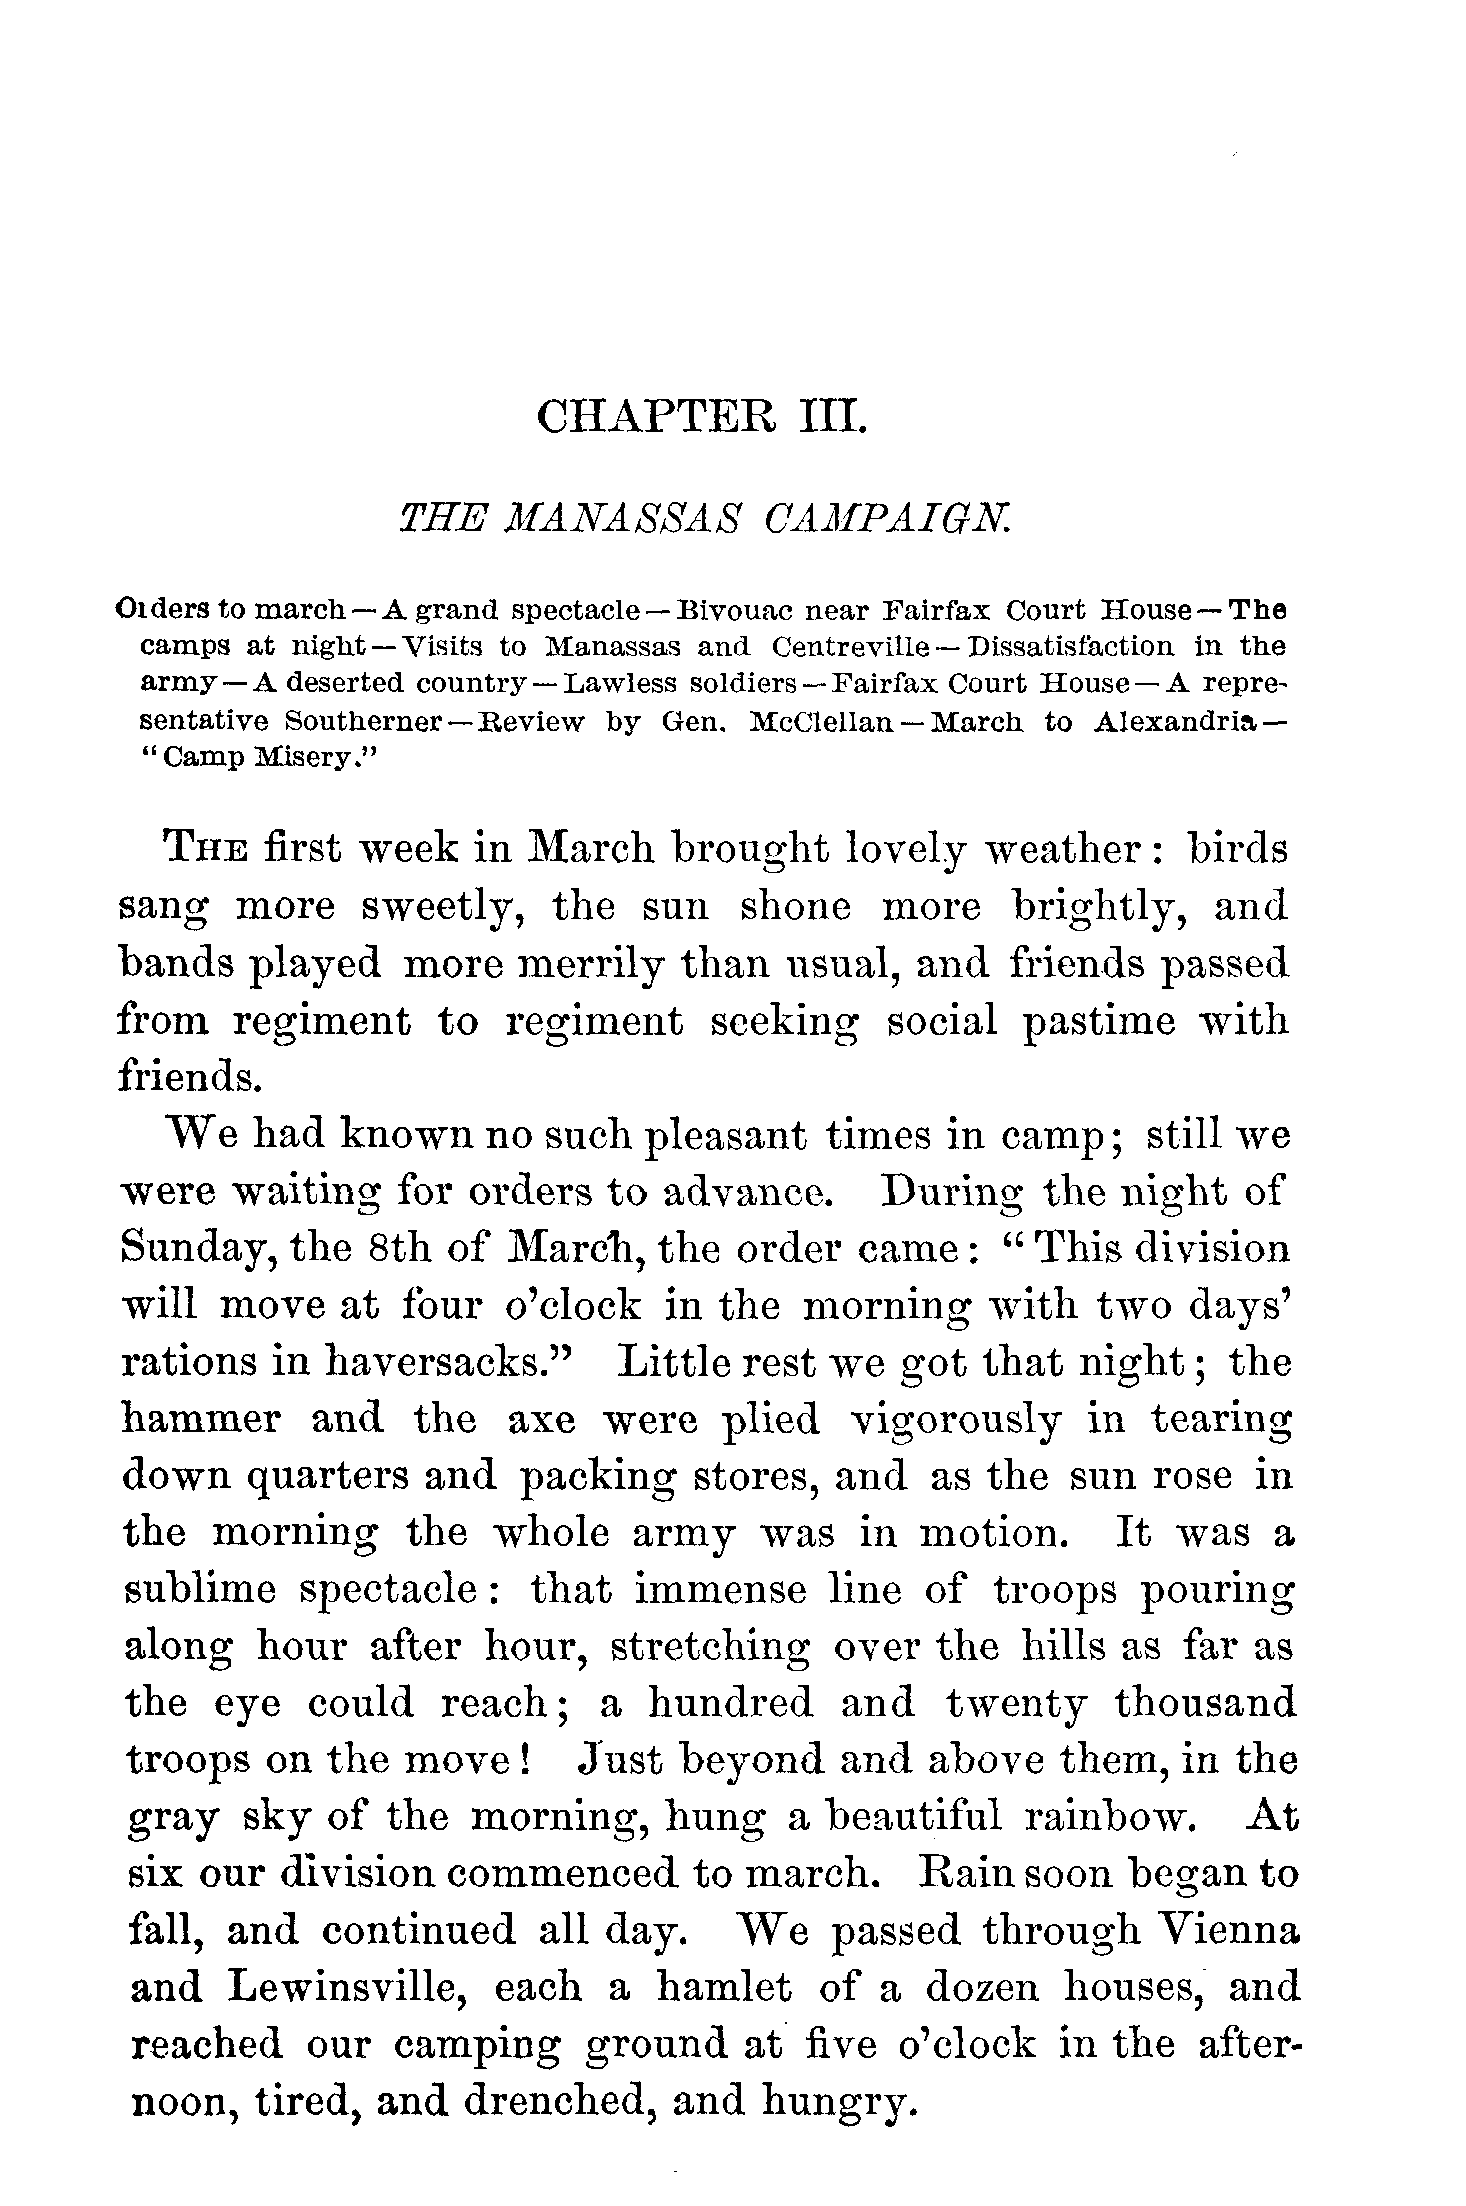 CHAPTER III.
THE MANASSAS CAMPAIGN.
Orders to march—A grand spectacle—Bivouac near Fairfax Court House—The
camps at night—Visits to Manassas and Centreville—Dissatisfaction in the
army—A deserted country—Lawless soldiers—Fairfax Court House—A repre-
sentative Southerner—Review by Gen. McClellan—March to Alexandria—
"Camp Misery."
THE first week in March brought lovely weather: birds
sang more sweetly, the sun shone more brightly, and
bands played more merrily than usual, and friends passed
from regiment to regiment seeking social pastime with
friends.
We had known no such pleasant times in camp; still we
were waiting for orders to advance. During the night of
Sunday, the 8th of March, the order came: "This division
will move at four o'clock in the morning with two days'
rations in haversacks." Little rest we got that night; the
hammer and the axe were plied vigorously in tearing
down quarters and packing stores, and as the sun rose in
the morning the whole army was in motion. It was a
sublime spectacle: that immense line of troops pouring
along hour after hour, stretching over the hills as far as
the eye could reach; a hundred and twenty thousand
troops on the move! Just beyond and above them, in the
gray sky of the morning, hung a beautiful rainbow. At
six our division commenced to march. Rain soon began to
fall, and continued all day. We passed through Vienna
and Lewinsville, each a hamlet of a dozen houses, and
reached our camping ground at five o'clock in the after-
noon, tired, and drenched, and hungry.